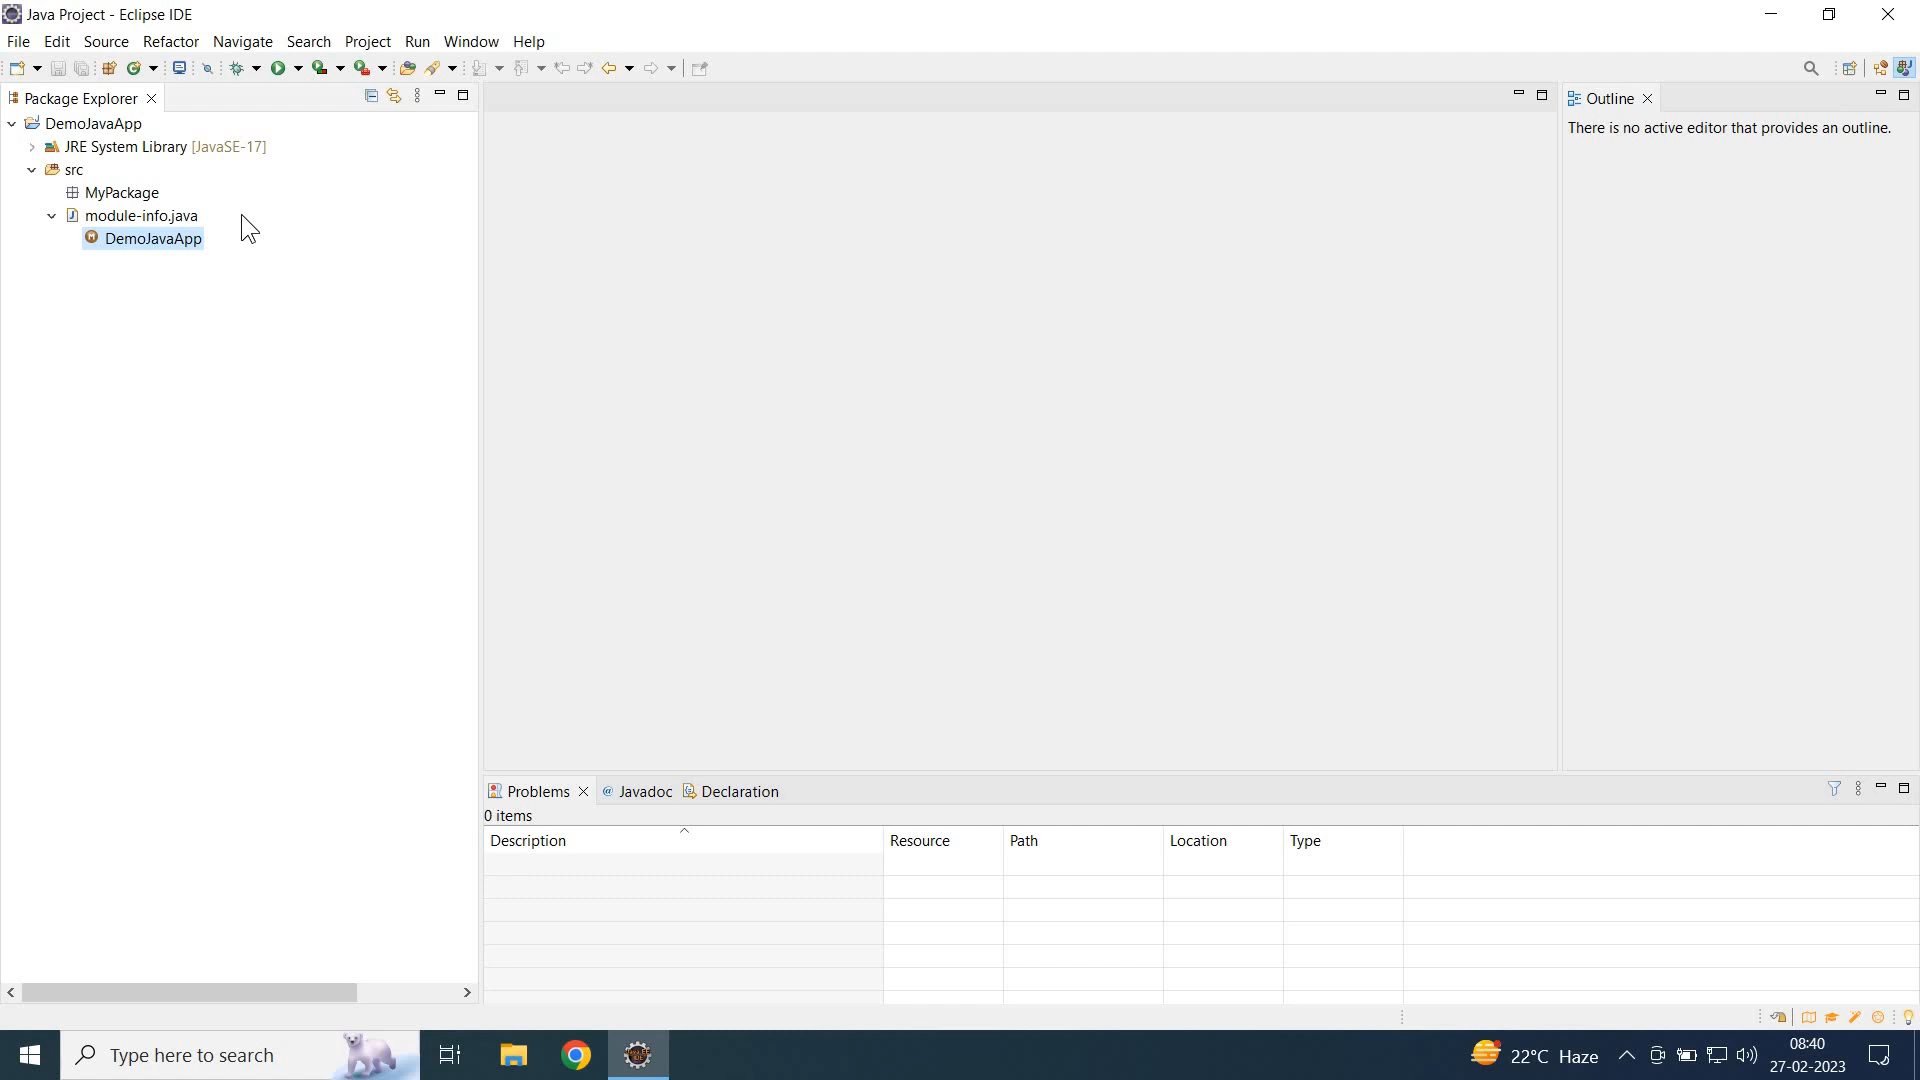 Java Project - Eclipse IDE
File Edit Source Refactor Navigate Search Project Run Window Help
Package Explorer
DemoJavaApp
JRE System Library [JavaSE-17]
src
MyPackage
module-info.java
DemoJavaApp
Outline
There is no active editor that provides an outline.
Problems @ Javadoc Declaration
0 items
Description Resource Path Location Type
Type here to search
22°C Haze
08:40
27-02-2023